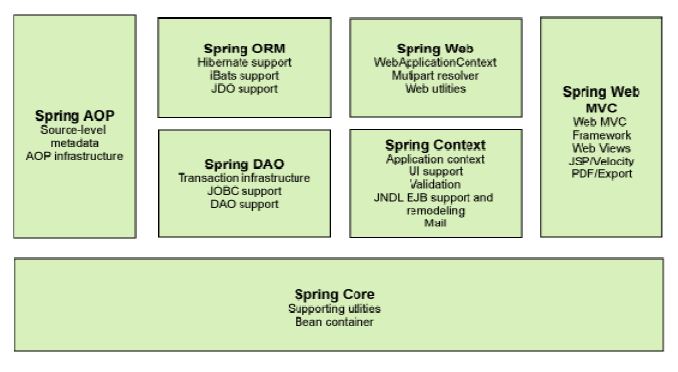 Spring AOP
Source-level
metadata
AOP infrastructure
Spring ORM
Hibernate support
iBats support
JDO support
Spring DAO
Transaction infrastructure
JOBC support
DAO support
Spring Web
WebApplicationContext
Mutipart resolver
Web utlities
Spring Context
Application context
UI support
Validation
JNDL EJB support and
remodeling
Mail
Spring Web
MVC
Web MVC
Framework
Web Views
JSP/Velocity
PDF/Export
Spring Core
Supporting utlities
Bean container